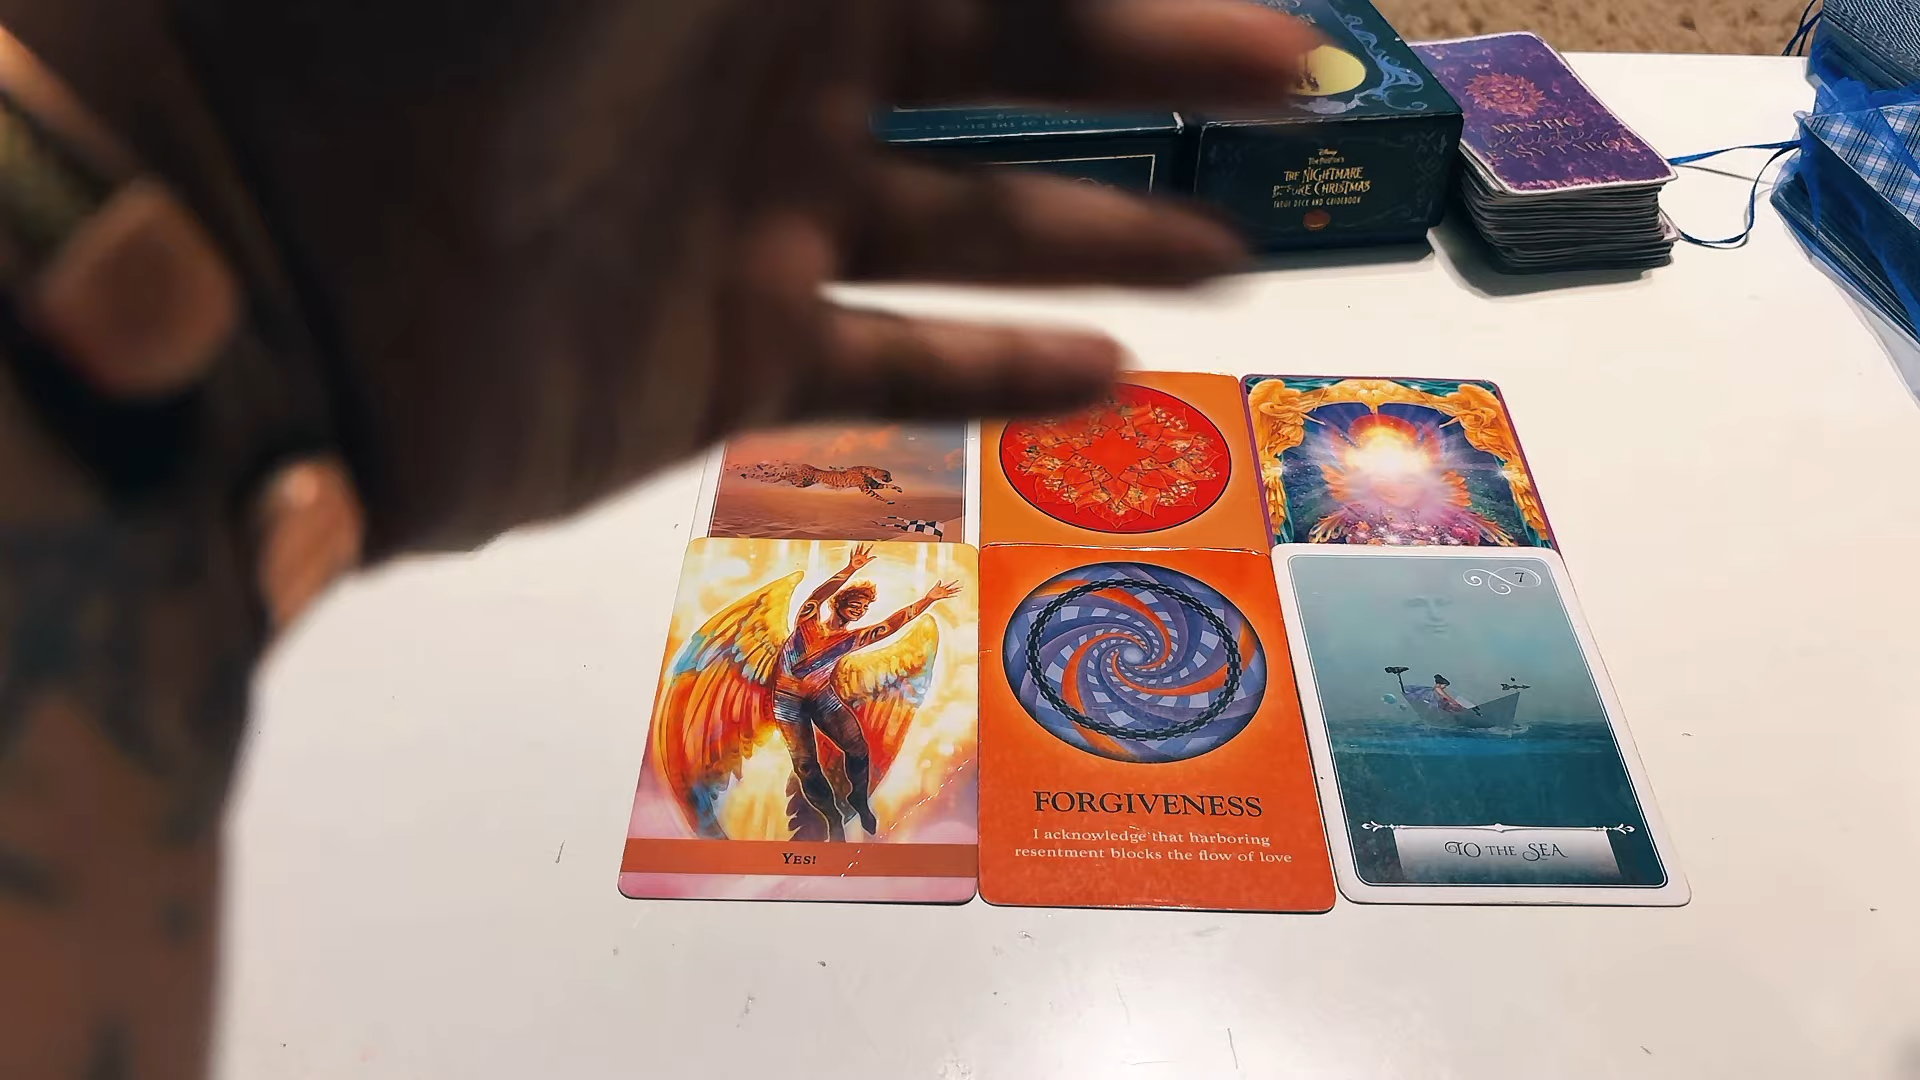 Disney
Tim Burton's
THE NIGHTMARE
BEFORE CHRISTMAS
TAROT DECK AND GUIDEBOOK
MYSTIC
TAROT
7
YES!
FORGIVENESS
I acknowledge that harboring
resentment blocks the flow of love
TO THE SEA